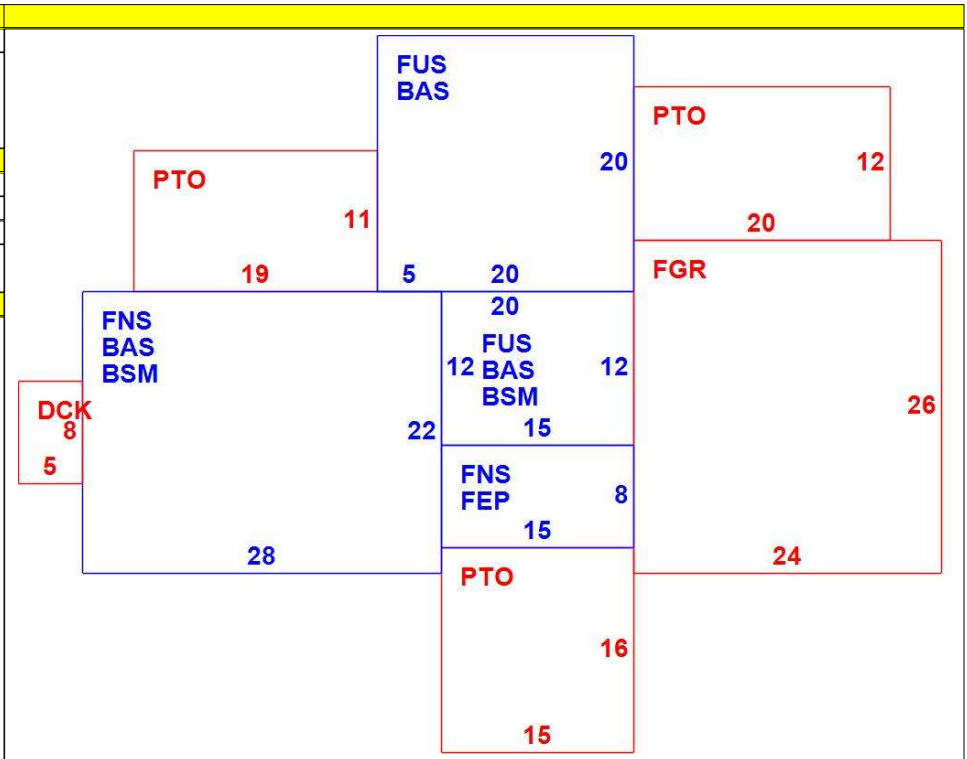 FUS
BAS
20
PTO
12
20
PTO
11
19
5
20
FGR
26
24
FNS
BAS
BSM
22
28
20
12
FUS
BAS
BSM
12
15
DCK
8
5
FNS
FEP
8
15
PTO
16
15